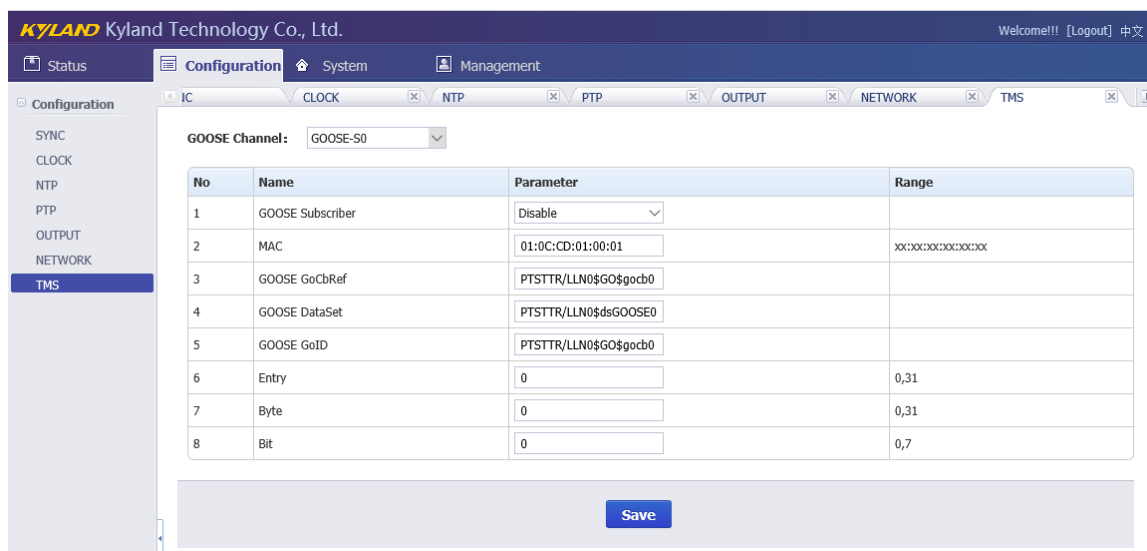 KYLAND Kyland Technology Co., Ltd.
Welcome!!! [Logout] 中文
Status Configuration System Management
Configuration
SYNC
CLOCK
NTP
PTP
OUTPUT
NETWORK
TMS
IC CLOCK NTP PTP OUTPUT NETWORK TMS
GOOSE Channel: GOOSE-S0
No Name Parameter Range
1 GOOSE Subscriber Disable
2 MAC 01:0C:CD:01:00:01 xx:xx:xx:xx:xx:xx
3 GOOSE GoCbRef PTSTTR/LLN0$GO$gocb0
4 GOOSE DataSet PTSTTR/LLN0$dsGOOSE0
5 GOOSE GoID PTSTTR/LLN0$GO$gocb0
6 Entry 0 0,31
7 Byte 0 0,31
8 Bit 0 0,7
Save